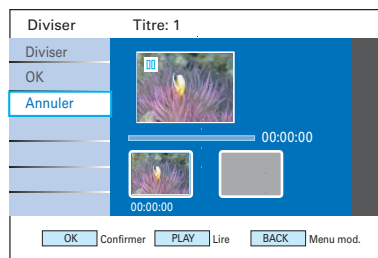 Diviser Titre: 1
Diviser
OK
Annuler
00:00:00
00:00:00
OK Confirmer PLAY Lire BACK Menu mod.